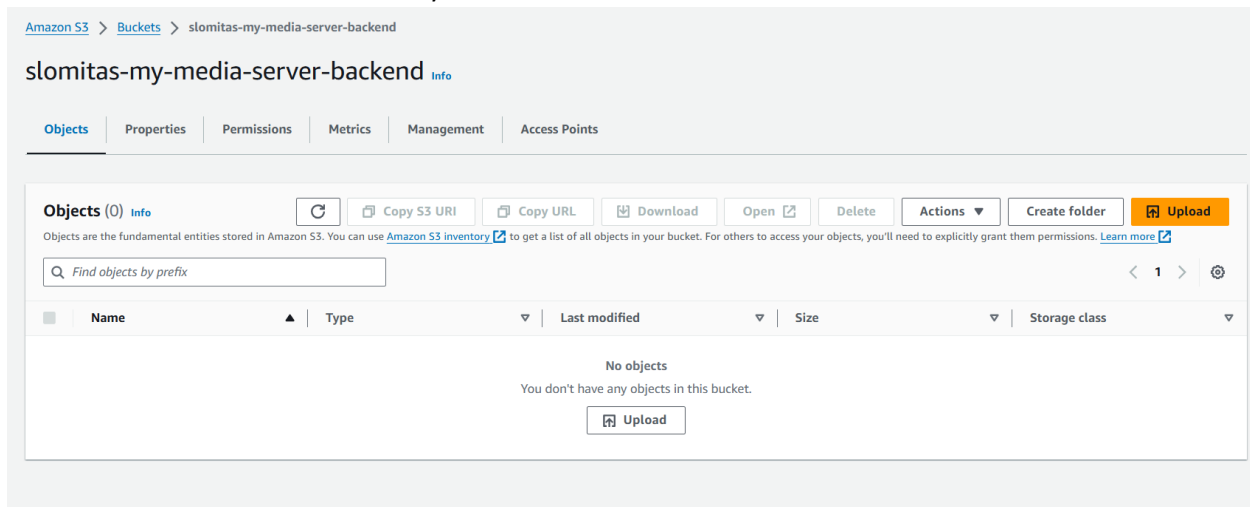 Amazon S3 > Buckets > slomitas-my-media-server-backend
slomitas-my-media-server-backend Info
Objects Properties Permissions Metrics Management Access Points
Objects (0) Info Copy S3 URI Copy URL Download Open Delete Actions Create folder Upload
Objects are the fundamental entities stored in Amazon S3. You can use Amazon S3 inventory to get a list of all objects in your bucket. For others to access your objects, you'll need to explicitly grant them permissions. Learn more
Find objects by prefix
< 1 >
Name Type Last modified Size Storage class
No objects
You don't have any objects in this bucket.
Upload